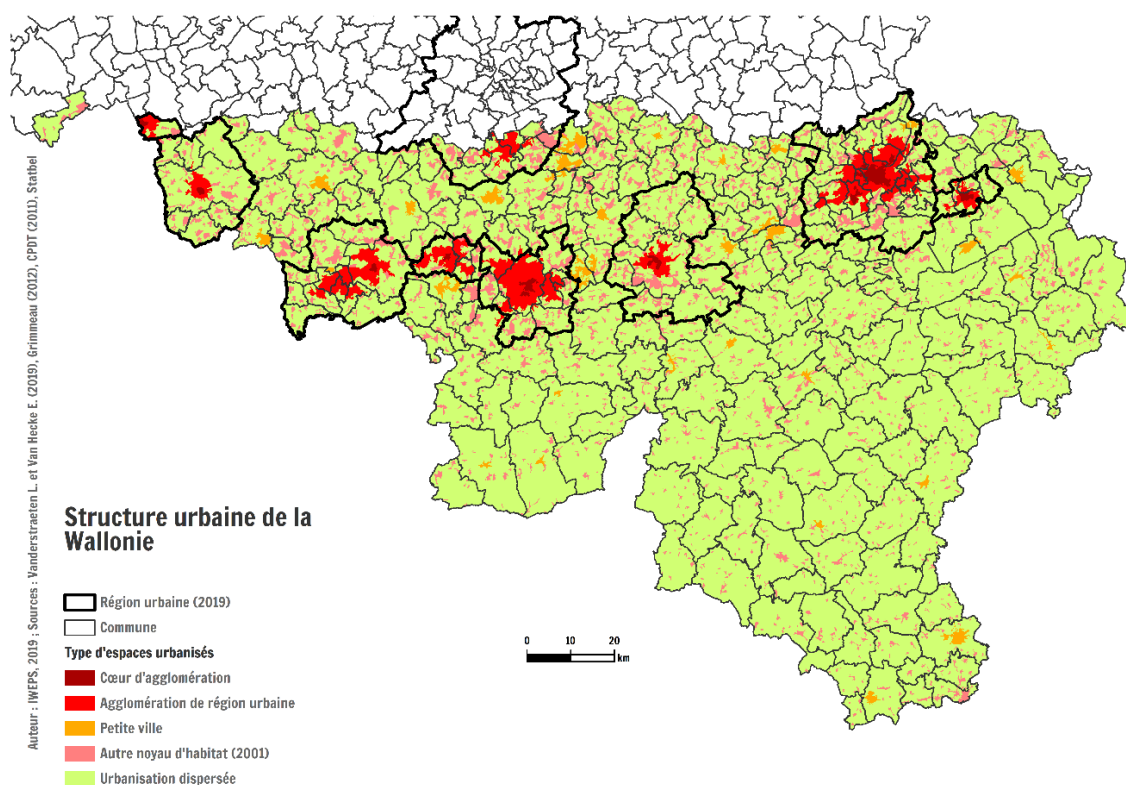 Auteur : IWEPS, 2019 ; Sources : Vanderstraeten L. et Van Hecke E. (2019), Grimmeau (2012), CPDT (2011), Statbel
Structure urbaine de la
Wallonie
Région urbaine (2019)
Commune
Type d'espaces urbanisés
Cœur d'agglomération
Agglomération de région urbaine
Petite ville
Autre noyau d'habitat (2001)
Urbanisation dispersée
0 10 20
km